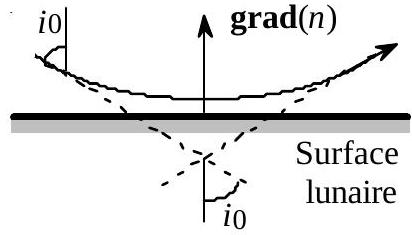 i0
grad(n)
Surface
lunaire
i0